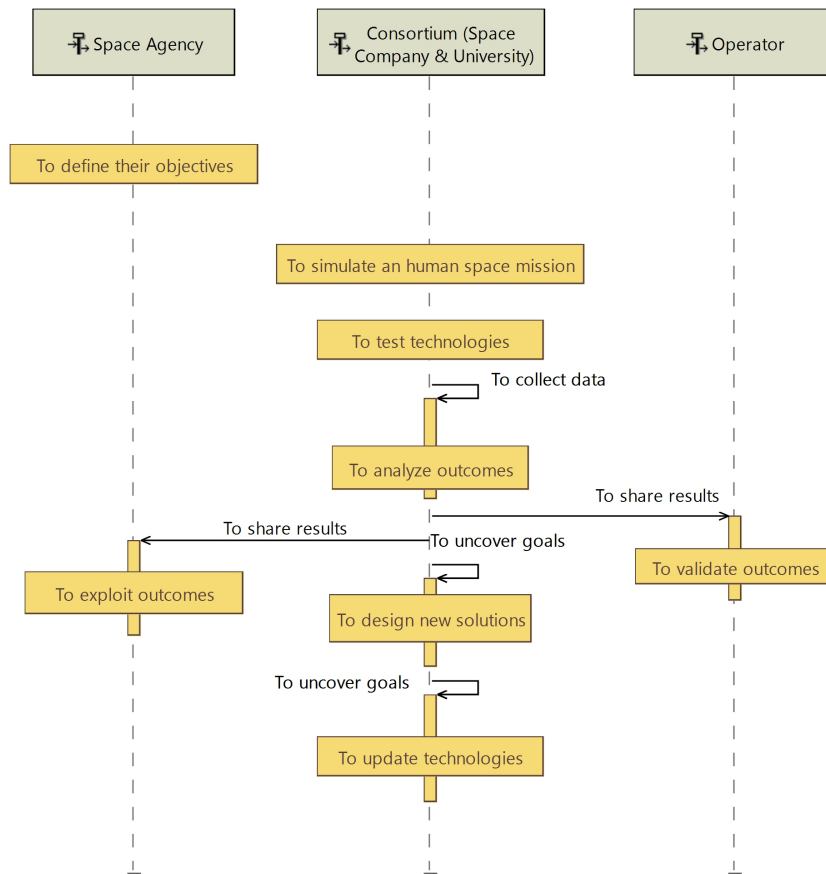 Space Agency
Consortium (Space
Company & University)
Operator
To define their objectives
To simulate an human space mission
To test technologies
To collect data
To analyze outcomes
To share results
To share results
To uncover goals
To validate outcomes
To exploit outcomes
To design new solutions
To uncover goals
To update technologies